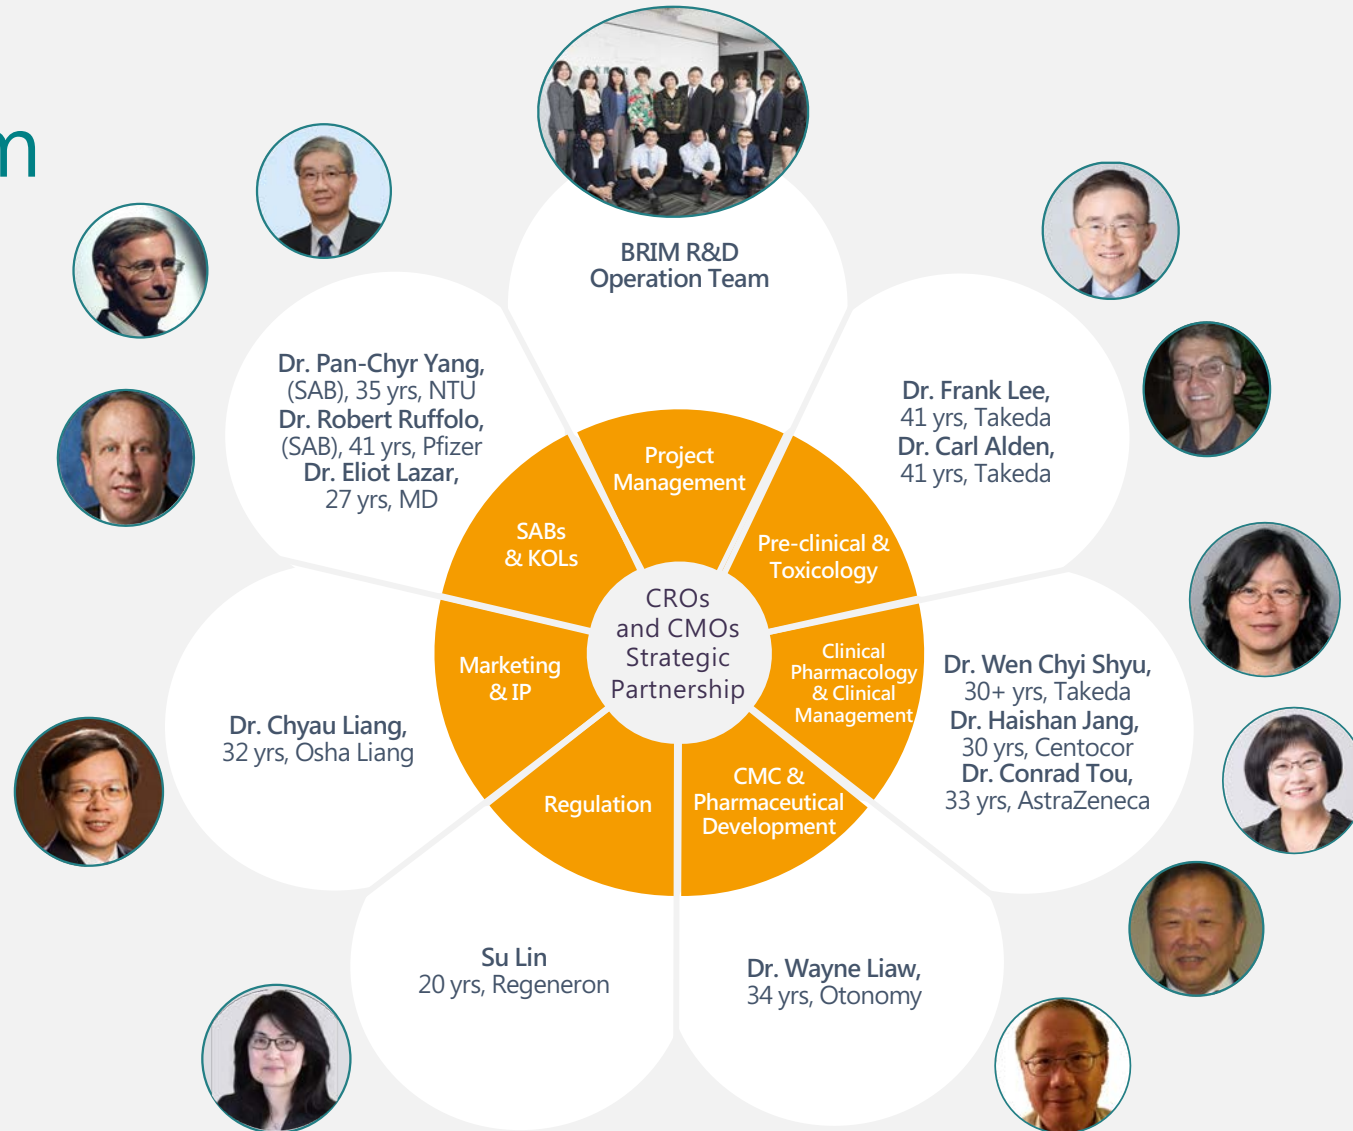 m
BRIM R&D
Operation Team
Dr. Pan-Chyr Yang,
(SAB), 35 yrs, NTU
Dr. Robert Ruffolo,
(SAB), 41 yrs, Pfizer
Dr. Eliot Lazar,
27 yrs, MD
Dr. Frank Lee,
41 yrs, Takeda
Dr. Carl Alden,
41 yrs, Takeda
Project
Management
SABs
& KOLs
Pre-clinical &
Toxicology
CROs
and CMOs
Strategic
Partnership
Marketing
& IP
Clinical
Pharmacology
& Clinical
Management
Dr. Wen Chyi Shyu,
30+ yrs, Takeda
Dr. Haishan Jang,
30 yrs, Centocor
Dr. Conrad Tou,
33 yrs, AstraZeneca
Dr. Chyau Liang,
32 yrs, Osha Liang
Regulation
CMC &
Pharmaceutical
Development
Su Lin
20 yrs, Regeneron
Dr. Wayne Liaw,
34 yrs, Otonomy